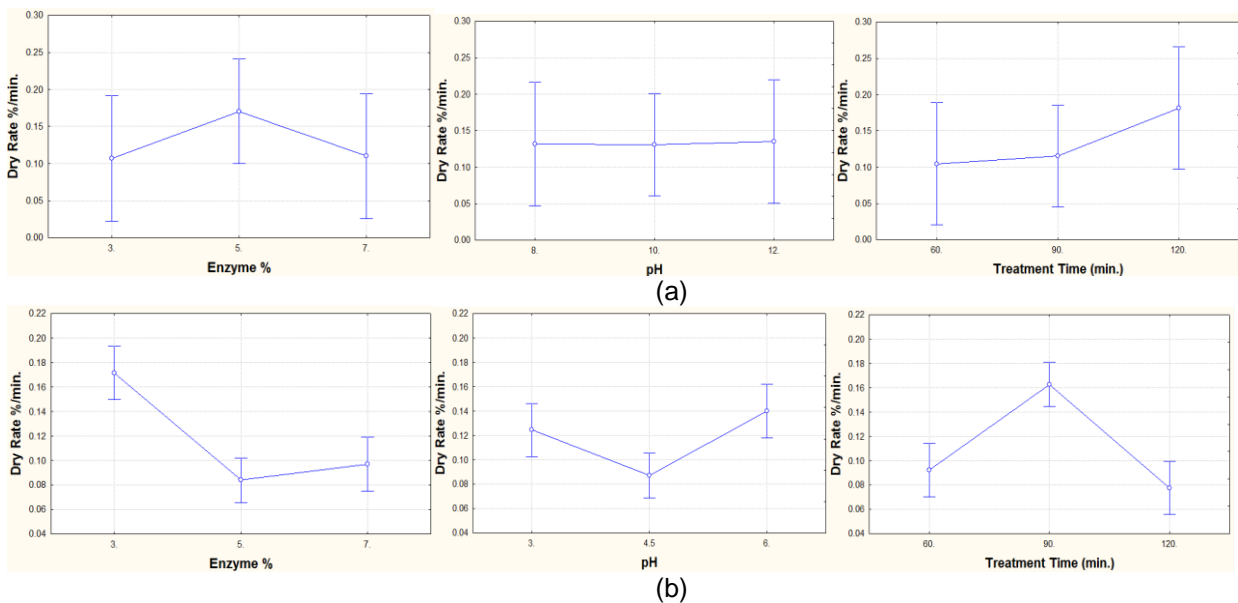 Dry Rate %/min.
0.30
0.25
0.20
0.15
0.10
0.05
0.00
3. 5. 7.
Enzyme %
Dry Rate %/min.
0.30
0.25
0.20
0.15
0.10
0.05
0.00
8. 10. 12.
pH
Dry Rate %/min.
0.30
0.25
0.20
0.15
0.10
0.05
0.00
60. 90. 120.
Treatment Time (min.)
(a)
Dry Rate %/min.
0.22
0.20
0.18
0.16
0.14
0.12
0.10
0.08
0.06
0.04
3. 5. 7.
Enzyme %
Dry Rate %/min.
0.22
0.20
0.18
0.16
0.14
0.12
0.10
0.08
0.06
0.04
3. 4.5 6.
pH
Dry Rate %/min.
0.22
0.20
0.18
0.16
0.14
0.12
0.10
0.08
0.06
0.04
60. 90. 120.
Treatment Time (min.)
(b)